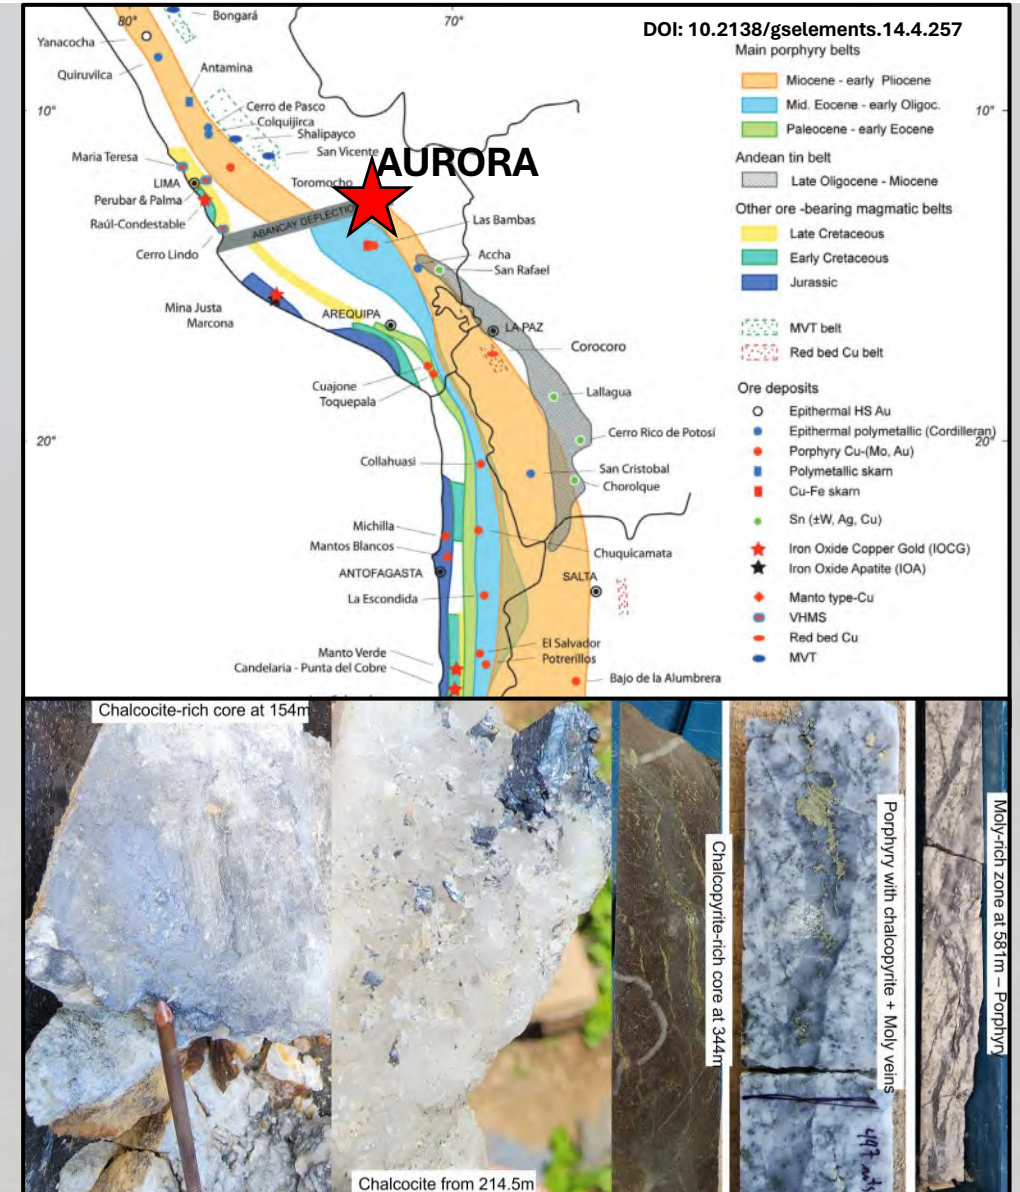 80°
70°
DOI: 10.2138/gselements.14.4.257
Bongará
Yanacocha
Quiruvilca
Antamina
10°
10°
Cerro de Pasco
Colquijirca
Shalipayco
San Vicente
Maria Teresa
LIMA
Perubar & Palma
Raúl-Condestable
Cerro Lindo
Toromocho
AURORA
ABANCAY DEFLECTIO
Las Bambas
Accha
San Rafael
Mina Justa
Marcona
AREQUIPA
LA PAZ
Corocoro
Cuajone
Toquepala
Lallagua
20°
20°
Cerro Rico de Potosí
Collahuasi
San Cristobal
Chorolque
Michilla
Mantos Blancos
ANTOFAGASTA
Chuquicamata
SALTA
La Escondida
El Salvador
Potrerillos
Manto Verde
Candelaria - Punta del Cobre
Bajo de la Alumbrera
Main porphyry belts
Miocene - early Pliocene
Mid. Eocene - early Oligoc.
Paleocene - early Eocene
Andean tin belt
Late Oligocene - Miocene
Other ore -bearing magmatic belts
Late Cretaceous
Early Cretaceous
Jurassic
MVT belt
Red bed Cu belt
Ore deposits
Epithermal HS Au
Epithermal polymetallic (Cordilleran)
Porphyry Cu-(Mo, Au)
Polymetallic skarn
Cu-Fe skarn
Sn (±W, Ag, Cu)
Iron Oxide Copper Gold (IOCG)
Iron Oxide Apatite (IOA)
Manto type-Cu
VHMS
Red bed Cu
MVT
Chalcocite-rich core at 154m
Chalcocite from 214.5m
Chalcopyrite-rich core at 344m
Porphyry with chalcopyrite + Moly veins
Moly-rich zone at 581m – Porphyry